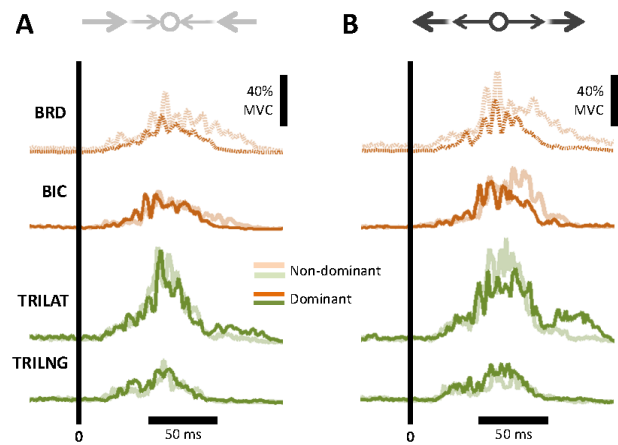 A
B
40%
MVC
40%
MVC
BRD
BIC
Non-dominant
Dominant
TRILAT
TRILNG
0
50 ms
0
50 ms